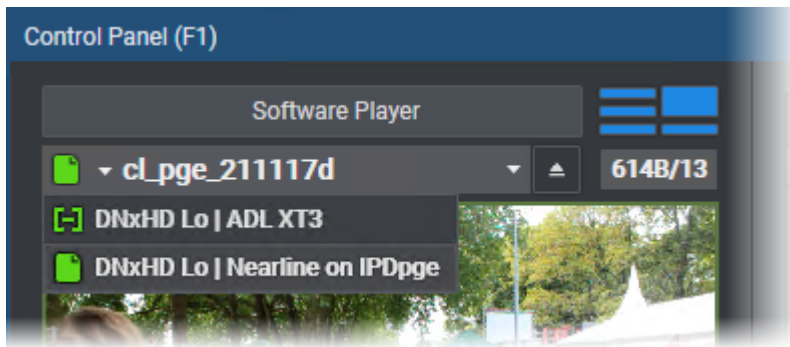 Control Panel (F1)
Software Player
cl_pge_211117d
614B/13
DNxHD Lo | ADL XT3
DNxHD Lo | Nearline on IPDpge